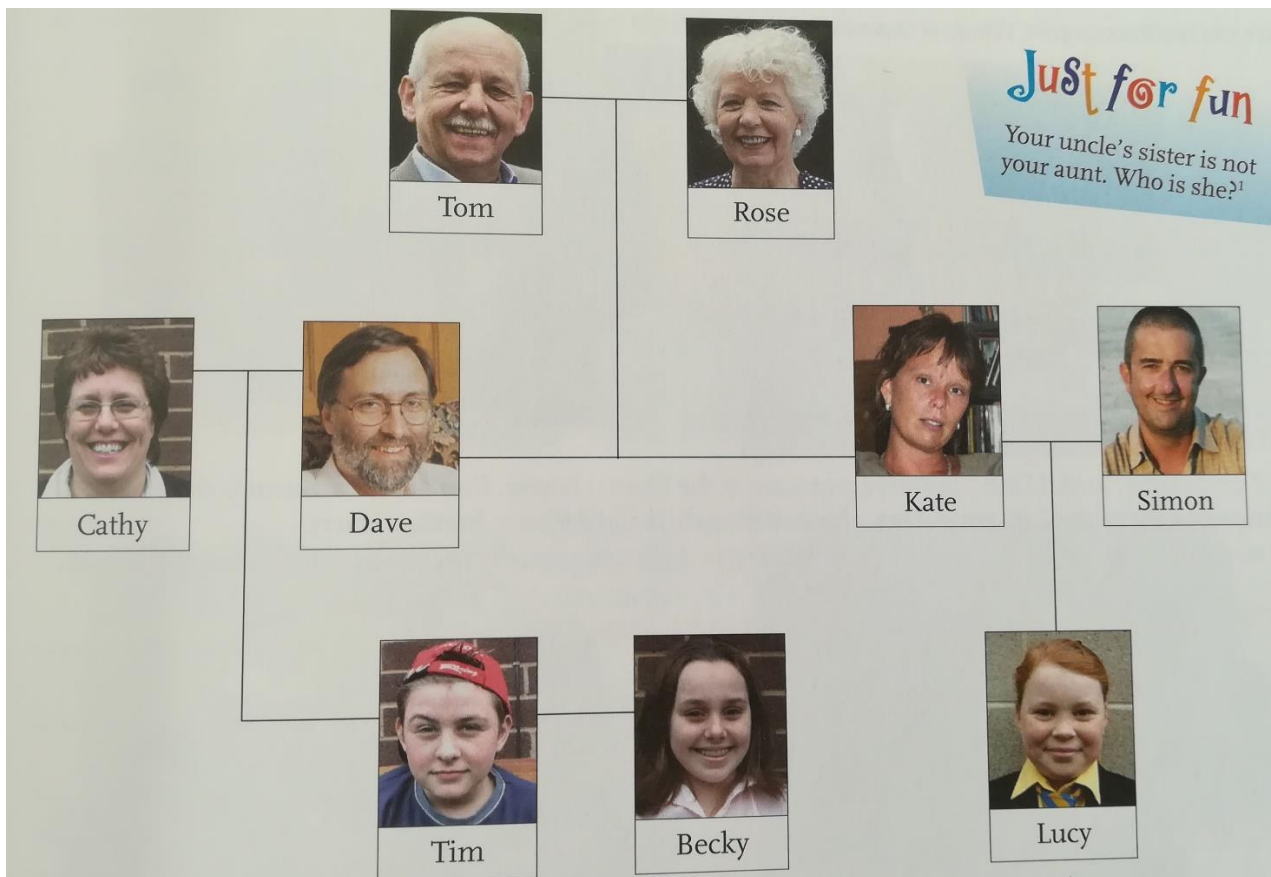 Just for fun
Your uncle's sister is not
your aunt. Who is she?¹
Tom
Rose
Cathy
Dave
Kate
Simon
Tim
Becky
Lucy